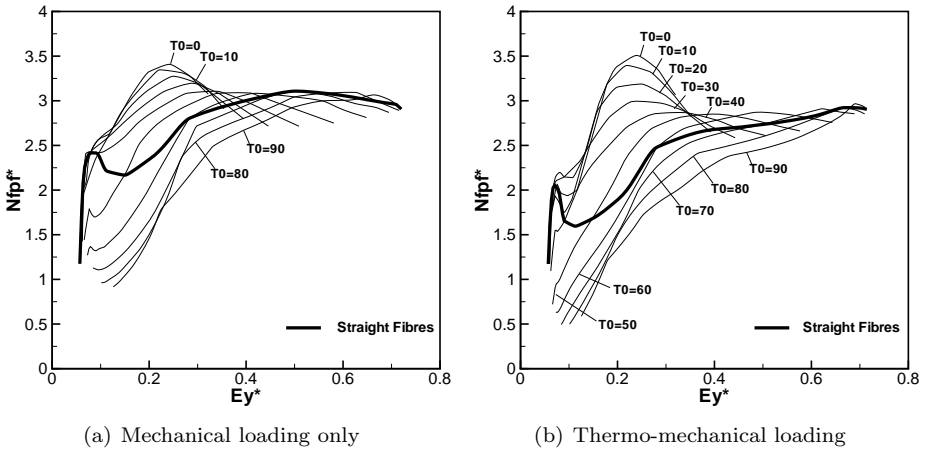 4
3.5
3
2.5
2
1.5
1
0.5
0
Nfpf*
T0=0
T0=10
T0=90
T0=80
Straight Fibres
0 0.2 0.4 0.6 0.8
Ey*
(a) Mechanical loading only
4
3.5
3
2.5
2
1.5
1
0.5
0
Nfpf*
T0=0
T0=10
T0=20
T0=30
T0=40
T0=90
T0=80
T0=70
T0=60
T0=50
Straight Fibres
0 0.2 0.4 0.6 0.8
Ey*
(b) Thermo-mechanical loading